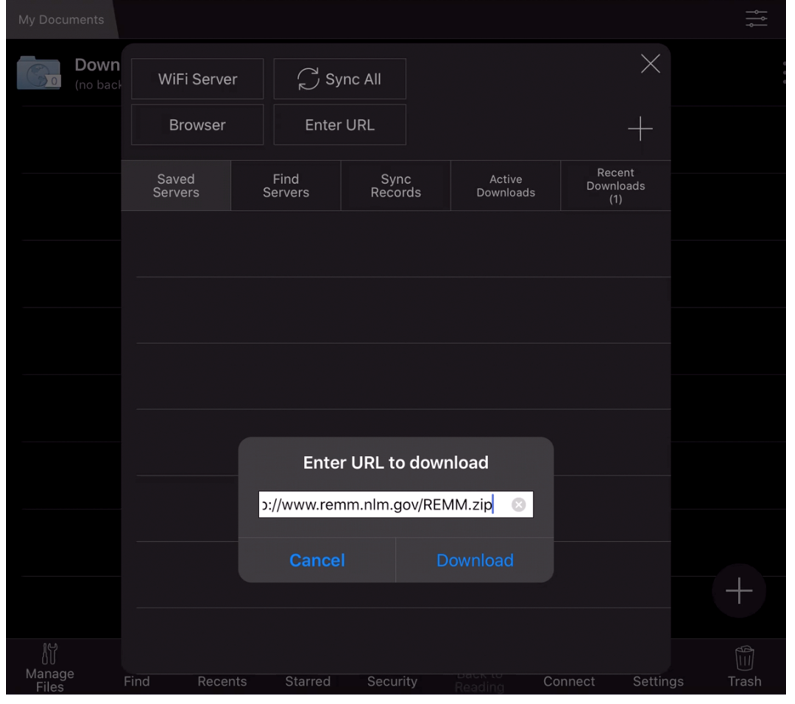 My Documents
Down
(no back
0
WiFi Server
Sync All
Browser
Enter URL
Saved
Servers
Find
Servers
Sync
Records
Active
Downloads
Recent
Downloads
(1)
Enter URL to download
://www.remm.nlm.gov/REMM.zip
Cancel
Download
Manage
Files
Find
Recents
Starred
Security
Back to
Reading
Connect
Settings
Trash